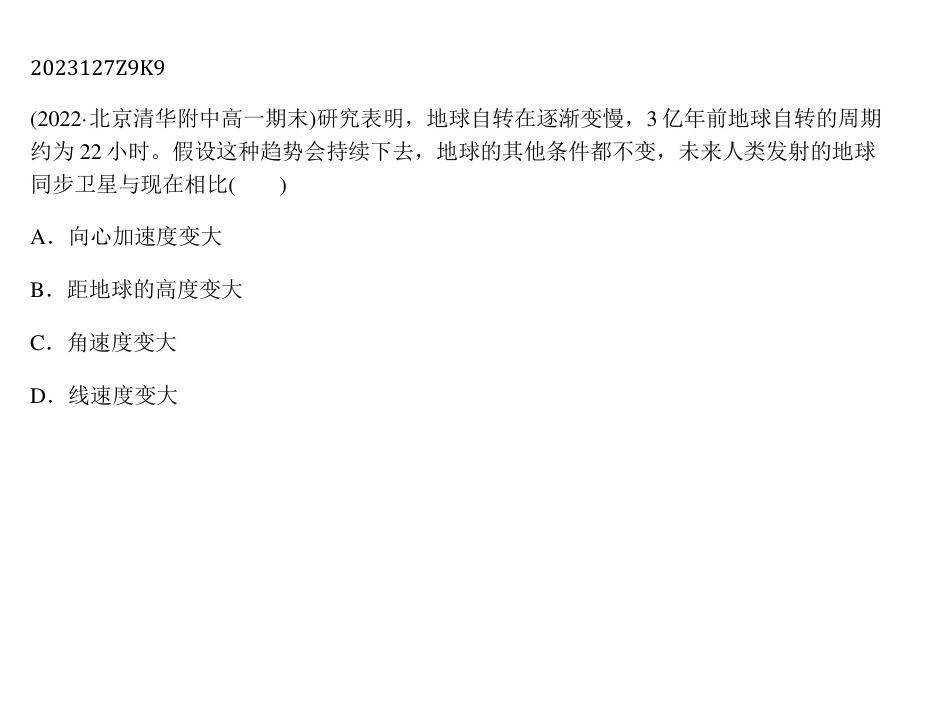 2023127Z9K9
(2022·北京清华附中高一期末)研究表明，地球自转在逐渐变慢，3 亿年前地球自转的周期
约为 22 小时。假设这种趋势会持续下去，地球的其他条件都不变，未来人类发射的地球
同步卫星与现在相比(　　)
A．向心加速度变大
B．距地球的高度变大
C．角速度变大
D．线速度变大